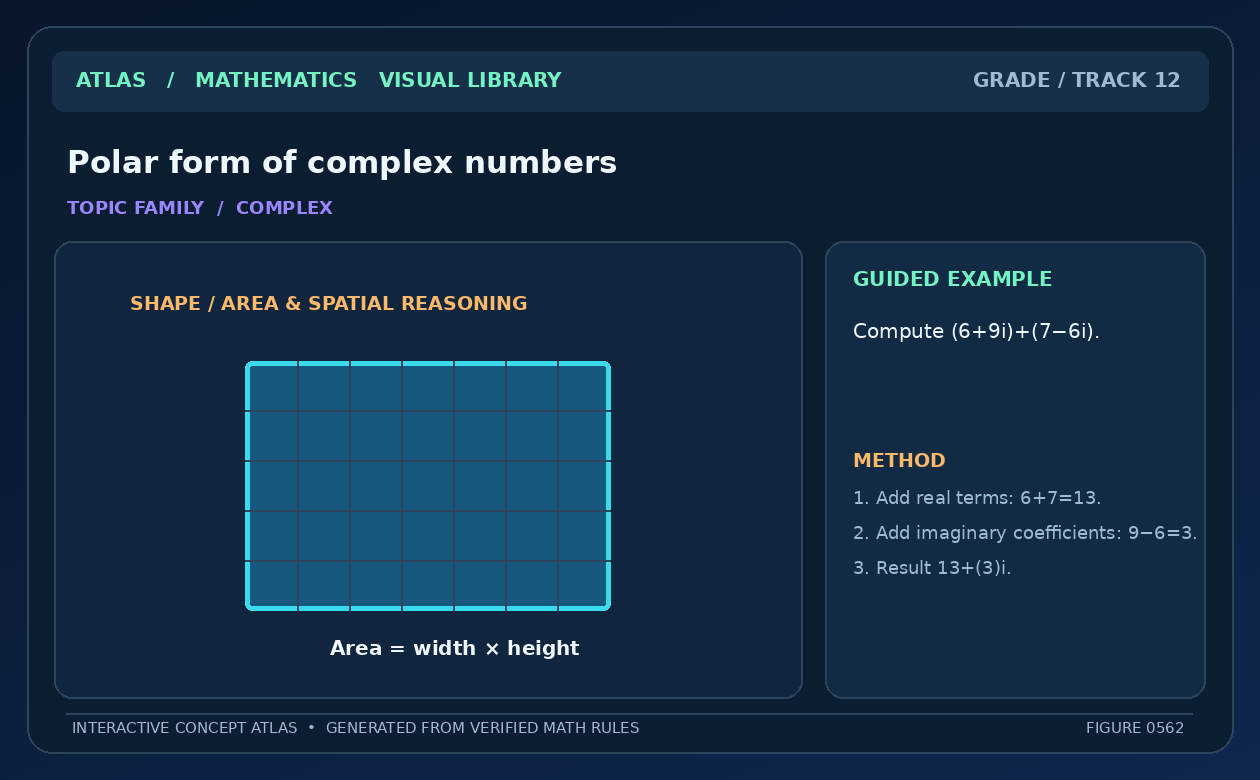 ATLAS / MATHEMATICS VISUAL LIBRARY
GRADE / TRACK 12
Polar form of complex numbers
TOPIC FAMILY / COMPLEX
SHAPE / AREA & SPATIAL REASONING
Area = width × height
GUIDED EXAMPLE
Compute (6+9i)+(7−6i).
METHOD
1. Add real terms: 6+7=13.
2. Add imaginary coefficients: 9−6=3.
3. Result 13+(3)i.
INTERACTIVE CONCEPT ATLAS • GENERATED FROM VERIFIED MATH RULES
FIGURE 0562